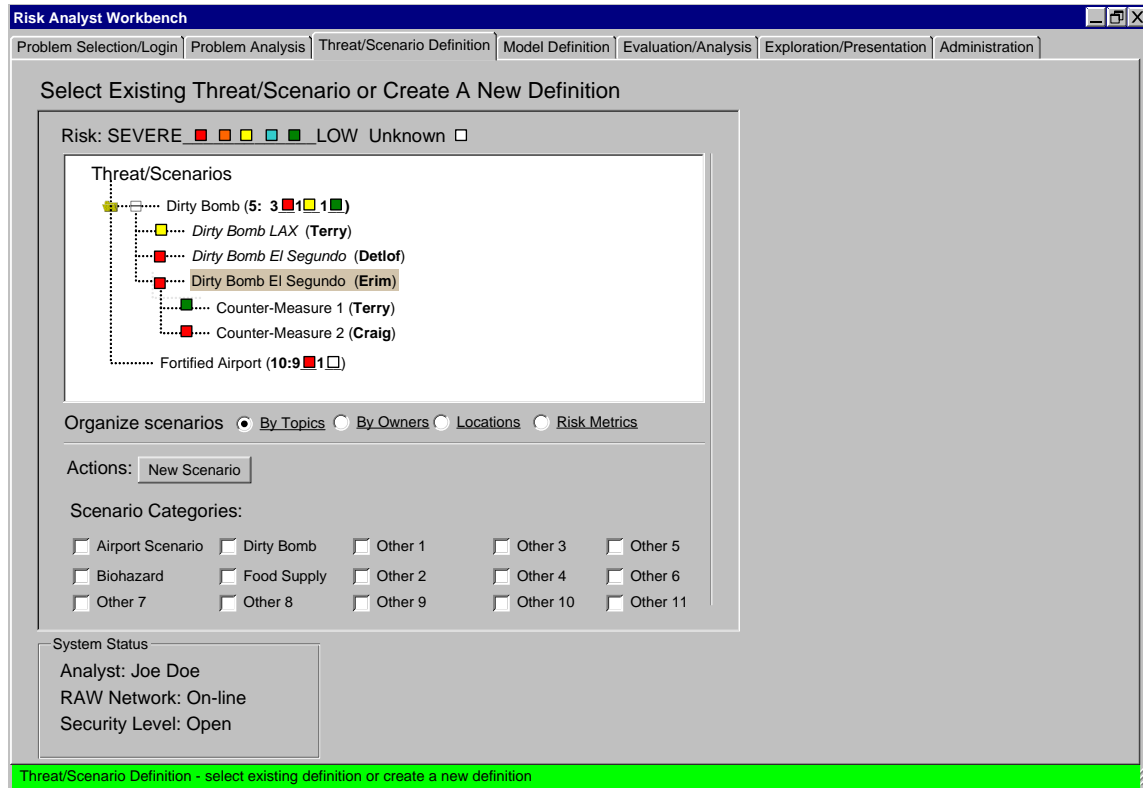 Risk Analyst Workbench
Problem Selection/Login Problem Analysis Threat/Scenario Definition Model Definition Evaluation/Analysis Exploration/Presentation Administration
Select Existing Threat/Scenario or Create A New Definition
Risk: SEVERE LOW Unknown
Threat/Scenarios
Dirty Bomb (5: 3 1 1 )
Dirty Bomb LAX (Terry)
Dirty Bomb El Segundo (Detlof)
Dirty Bomb El Segundo (Erim)
Counter-Measure 1 (Terry)
Counter-Measure 2 (Craig)
Fortified Airport (10:9 1 )
Organize scenarios By Topics By Owners Locations Risk Metrics
Actions: New Scenario
Scenario Categories:
Airport Scenario Dirty Bomb Other 1 Other 3 Other 5
Biohazard Food Supply Other 2 Other 4 Other 6
Other 7 Other 8 Other 9 Other 10 Other 11
System Status
Analyst: Joe Doe
RAW Network: On-line
Security Level: Open
Threat/Scenario Definition - select existing definition or create a new definition